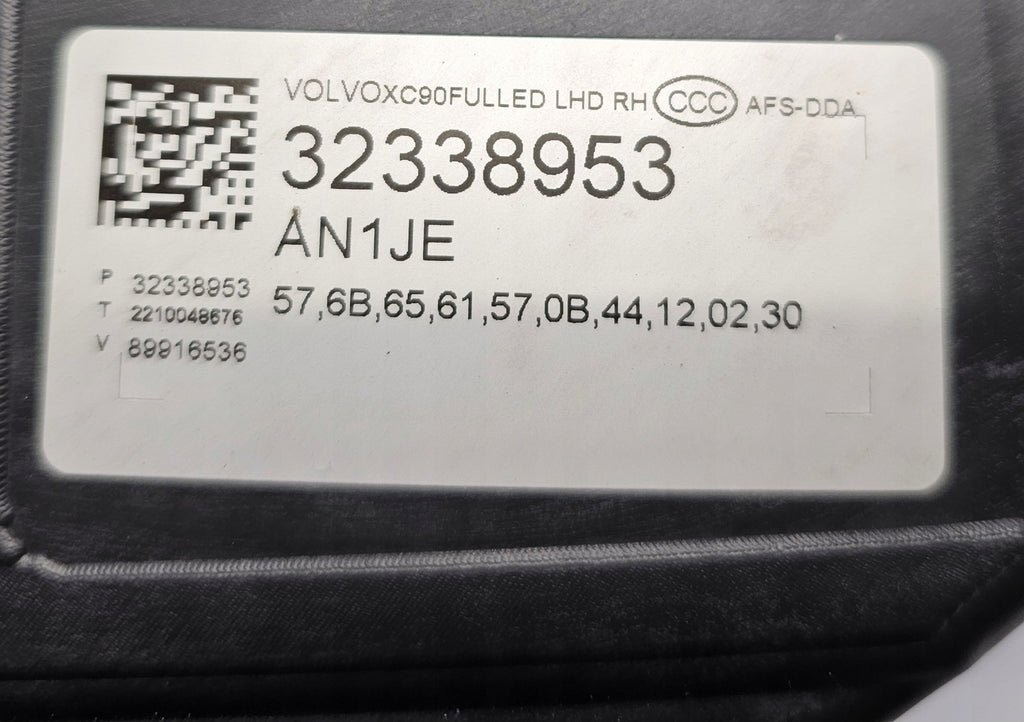 VOLVOXC90FULLED LHD RH CCC AFS-DDA
32338953
AN1JE
57,6B,65,61,57,0B,44,12,02,30
P 32338953
T 2210048676
V 89916536